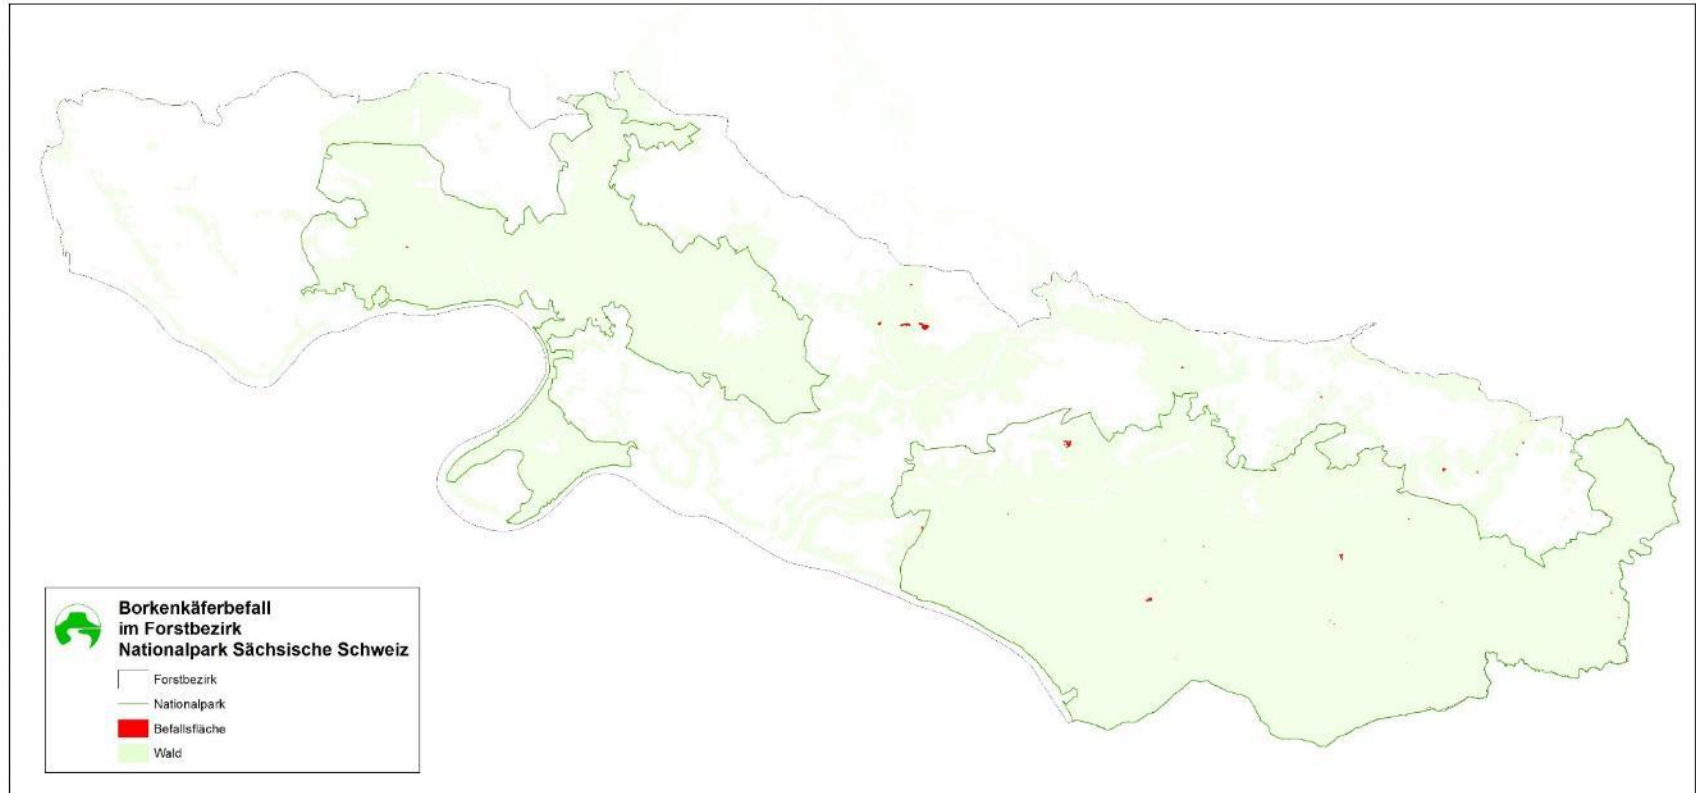 Borkenkäferbefall
im Forstbezirk
Nationalpark Sächsische Schweiz
Forstbezirk
Nationalpark
Befallsfläche
Wald